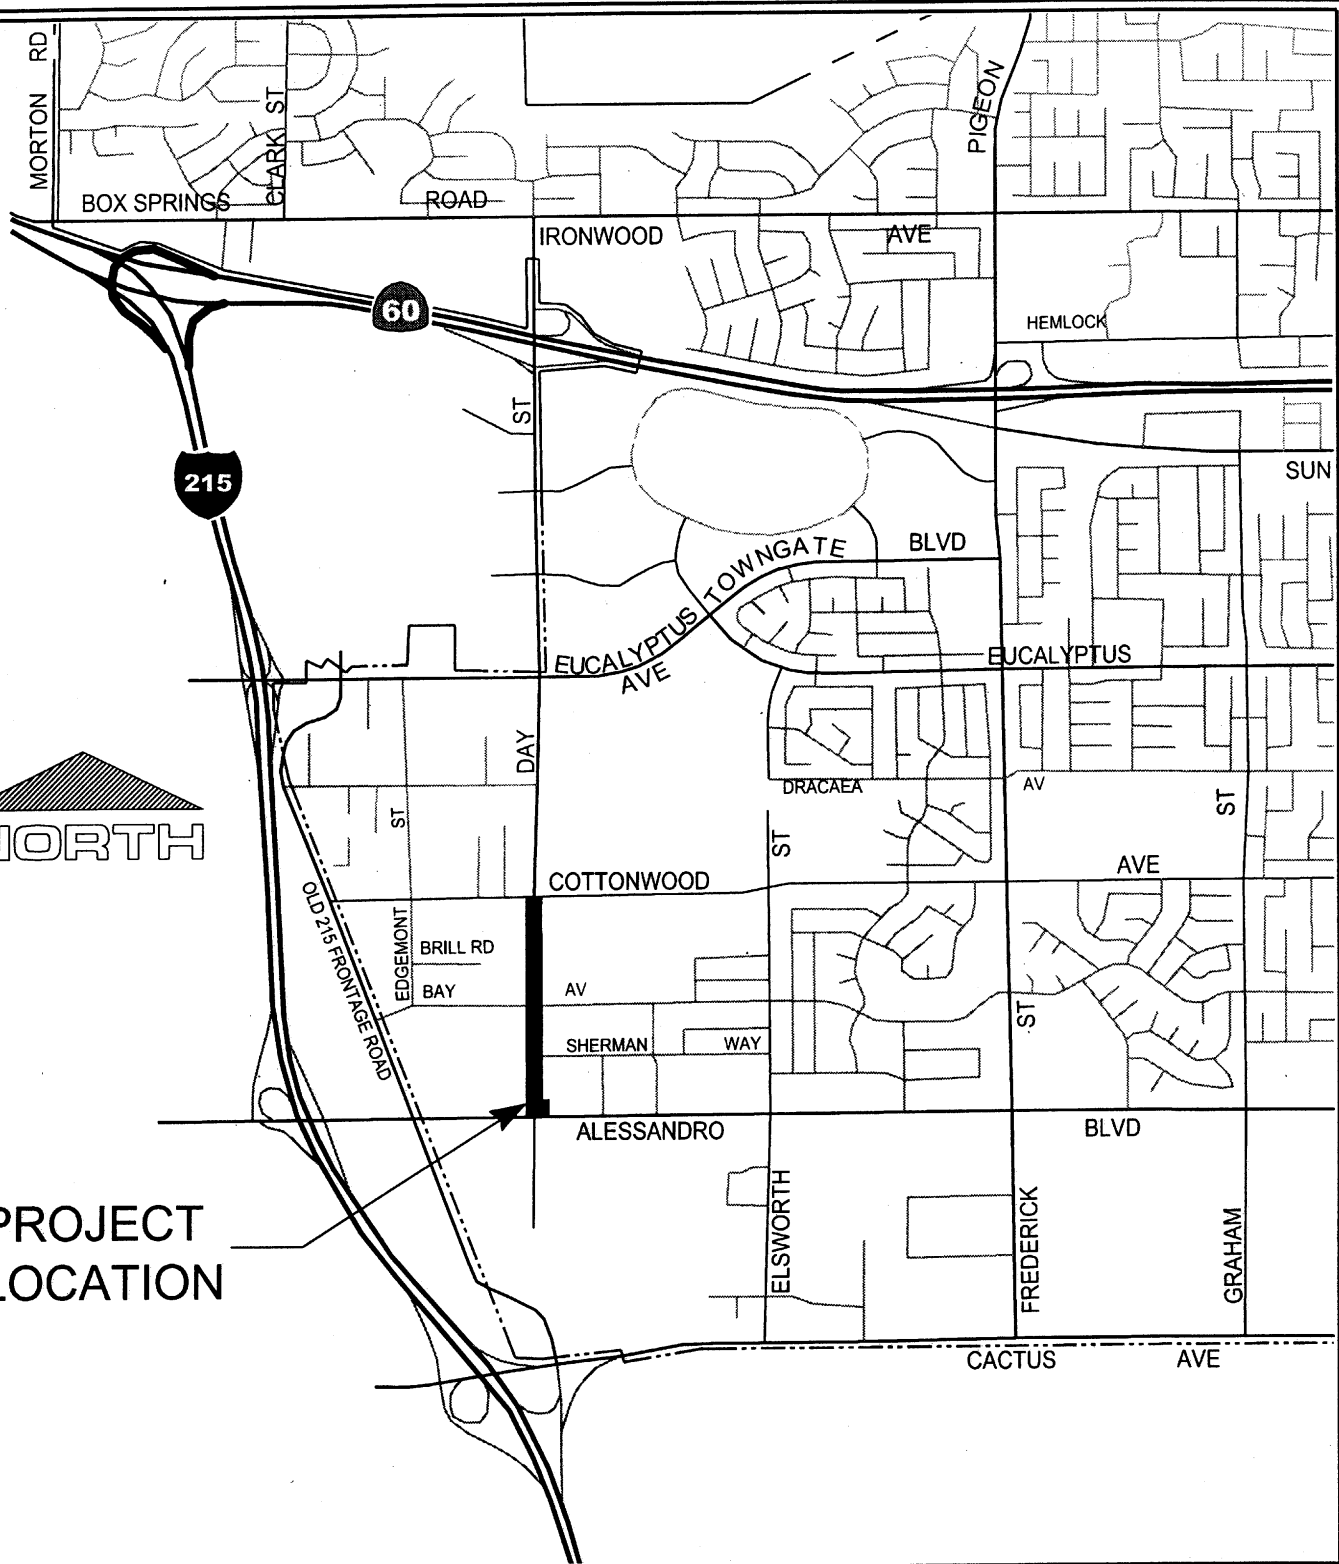 MORTON RD
CLARK ST
PIGEON
BOX SPRINGS ROAD
IRONWOOD AVE
60
HEMLOCK
ST
215
SUN
TOWNGATE BLVD
EUCALYPTUS AVE
EUCALYPTUS
DAY
DRACAEA AV
ST
ST
ST
NORTH
COTTONWOOD AVE
OLD 215 FRONTAGE ROAD
EDGEMONT
BRILL RD
BAY AV
ST
SHERMAN WAY
ALESSANDRO BLVD
PROJECT
LOCATION
ELSWORTH
FREDERICK
GRAHAM
CACTUS AVE